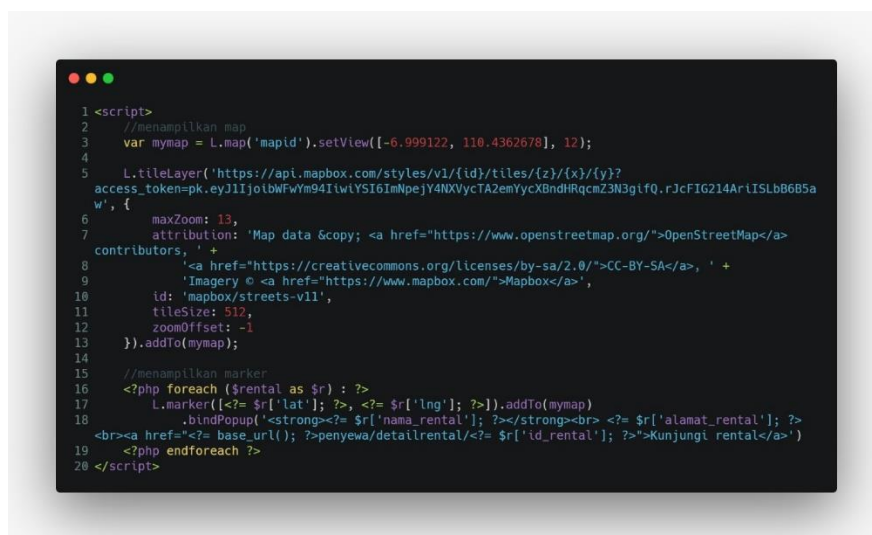 1 <script>
2 //menampilkan map
3 var mymap = L.map('mapid').setView([-6.999122, 110.4362678], 12);
4
5 L.tileLayer('https://api.mapbox.com/styles/v1/{id}/tiles/{z}/{x}/{y}?
access_token=pk.eyJ1IjoibWFwYm94IiwiYSI6ImNpejY4NXVycTA2emYycXBndHRqcmZ3N3gifQ.rJcFIG214AriISLbB6B5a
w', {
6 maxZoom: 13,
7 attribution: 'Map data &copy; <a href="https://www.openstreetmap.org/">OpenStreetMap</a>
contributors, ' +
8 '<a href="https://creativecommons.org/licenses/by-sa/2.0/">CC-BY-SA</a>, ' +
9 'Imagery © <a href="https://www.mapbox.com/">Mapbox</a>',
10 id: 'mapbox/streets-v11',
11 tileSize: 512,
12 zoomOffset: -1
13 }).addTo(mymap);
14
15 //menampilkan marker
16 <?php foreach ($rental as $r) : ?>
17 L.marker([<?= $r['lat']; ?>, <?= $r['lng']; ?>]).addTo(mymap)
18 .bindPopup('<strong><?= $r['nama_rental']; ?></strong><br> <?= $r['alamat_rental']; ?>
<br><a href="<?= base_url(); ?>penyewa/detailrental/<?= $r['id_rental']; ?>">Kunjungi rental</a>')
19 <?php endforeach ?>
20 </script>